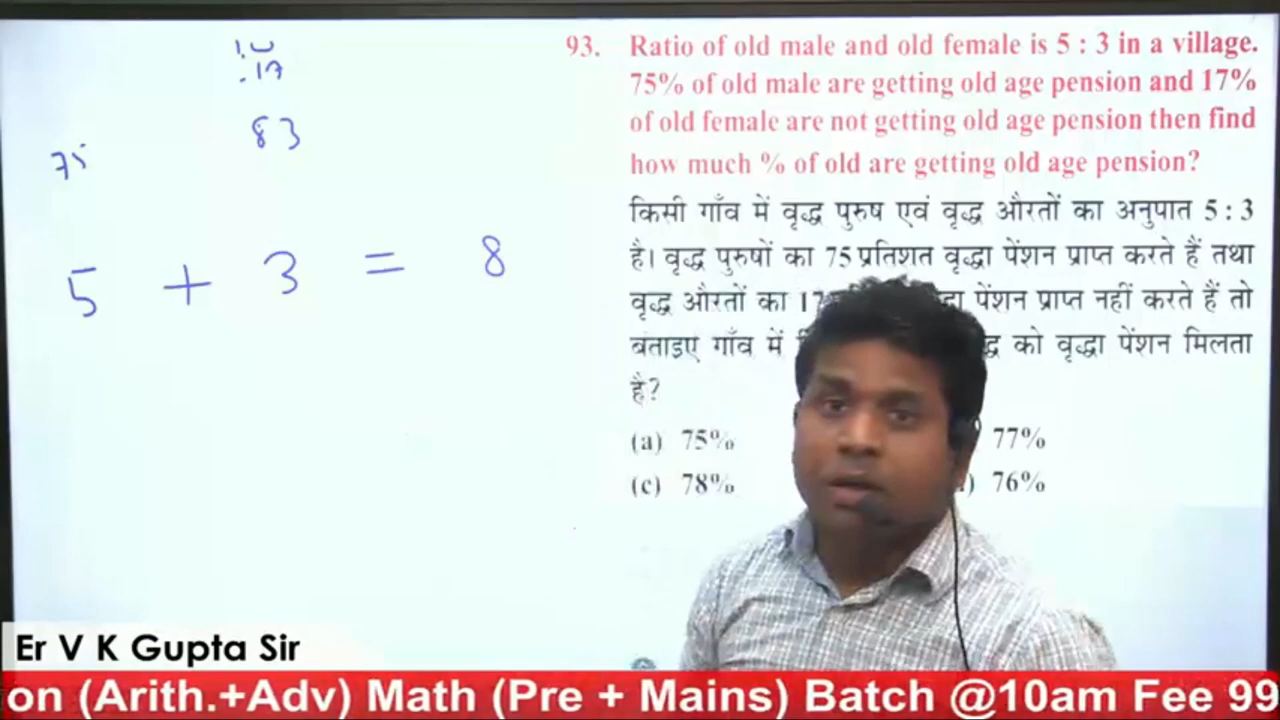 17
83
75
5 + 3 = 8
93. Ratio of old male and old female is 5 : 3 in a village.
75% of old male are getting old age pension and 17%
of old female are not getting old age pension then find
how much % of old are getting old age pension?
किसी गाँव में वृद्ध पुरुष एवं वृद्ध औरतों का अनुपात 5 : 3
है। वृद्ध पुरुषों का 75 प्रतिशत वृद्धा पेंशन प्राप्त करते हैं तथा
वृद्ध औरतों का 17 पेंशन प्राप्त नहीं करते हैं तो
बताइए गाँव में को वृद्धा पेंशन मिलता
है?
(a) 75% 77%
(c) 78% ) 76%
Er V K Gupta Sir
on (Arith.+Adv) Math (Pre + Mains) Batch @10am Fee 99